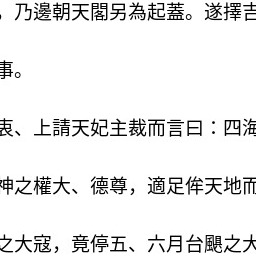 ，乃邊朝天閣另為起蓋。遂擇吉
事。
衷、上請天妃主裁而言曰：四海
神之權大、德尊，適足侔天地而
之大寇，竟停五、六月台颶之大